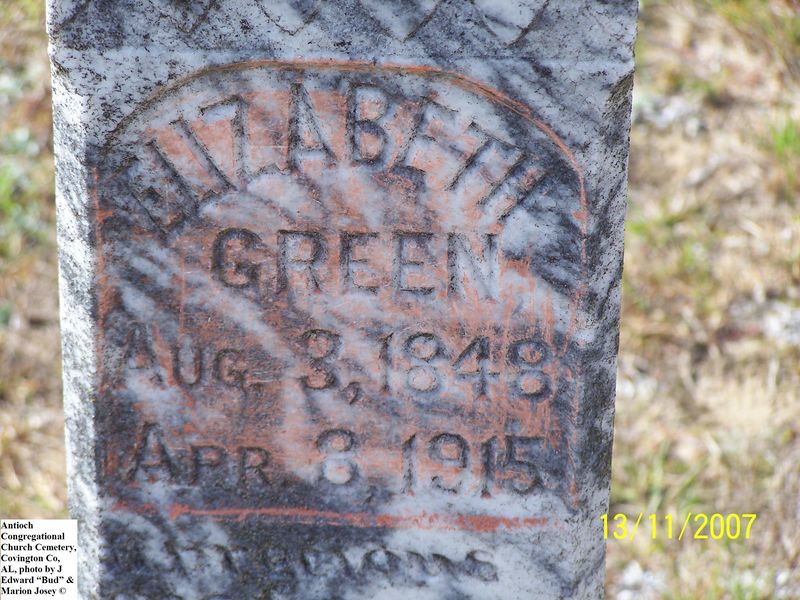 ELIZABETH
GREEN
AUG. 3, 1848
APR. 8, 1915
13/11/2007
Antioch
Congregational
Church Cemetery,
Covington Co,
AL, photo by J
Edward “Bud” &
Marion Josey ©